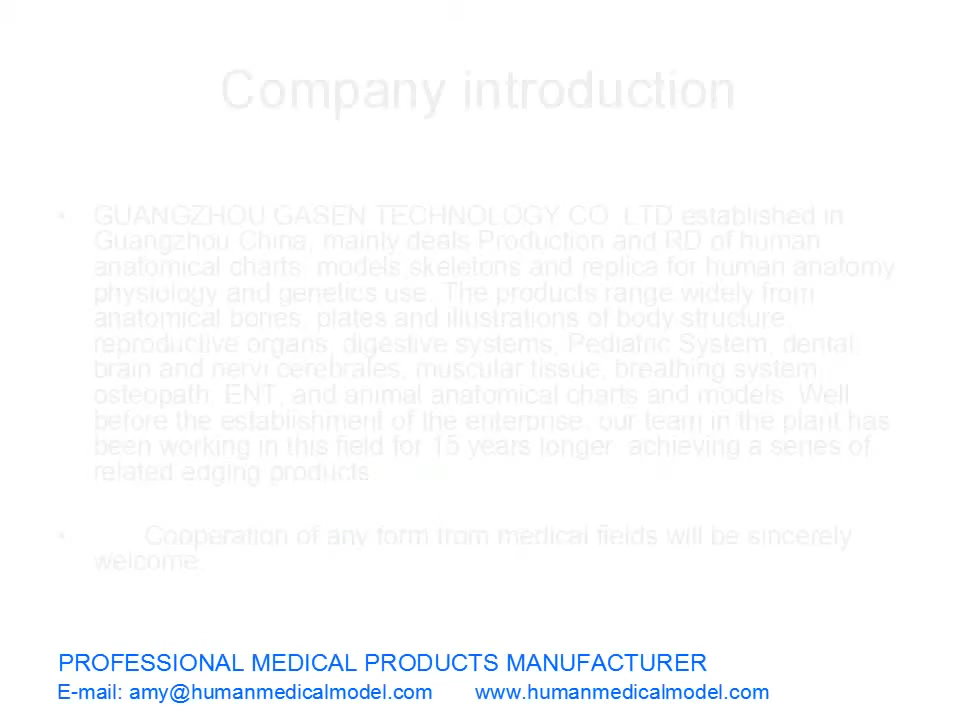 Company introduction
• GUANGZHOU GASEN TECHNOLOGY CO. LTD established in
Guangzhou China, mainly deals Production and RD of human
anatomical charts, models,skeletons and replica for human anatomy
physiology and genetics use. The products range widely from
anatomical bones, plates and illustrations of body structure,
reproductive organs, digestive systems, Pediatric System, dental,
brain and nervi cerebrales, muscular tissue, breathing system,
osteopath, ENT, and animal anatomical charts and models. Well
before the establishment of the enterprise, our team in the plant has
been working in this field for 15 years longer, achieving a series of
related edging products.
• Cooperation of any form from medical fields will be sincerely
welcome.
PROFESSIONAL MEDICAL PRODUCTS MANUFACTURER
E-mail: amy@humanmedicalmodel.com www.humanmedicalmodel.com